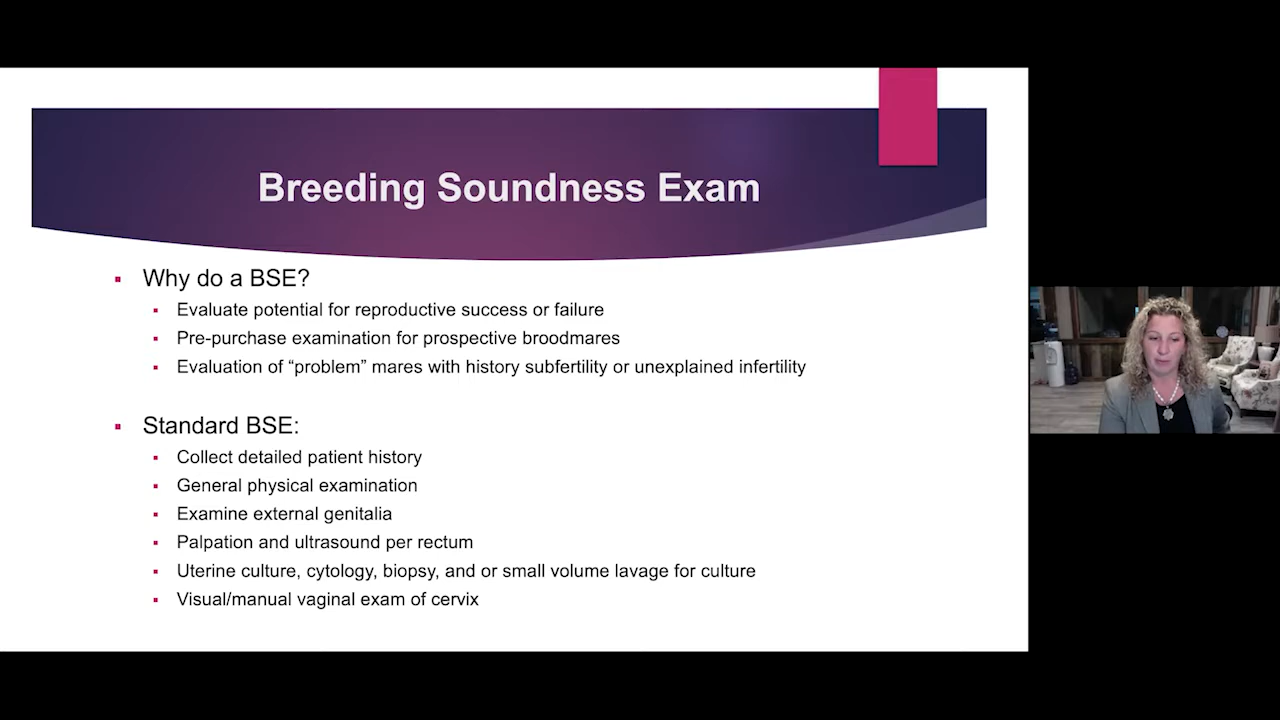 Breeding Soundness Exam
Why do a BSE?
Evaluate potential for reproductive success or failure
Pre-purchase examination for prospective broodmares
Evaluation of “problem” mares with history subfertility or unexplained infertility
Standard BSE:
Collect detailed patient history
General physical examination
Examine external genitalia
Palpation and ultrasound per rectum
Uterine culture, cytology, biopsy, and or small volume lavage for culture
Visual/manual vaginal exam of cervix